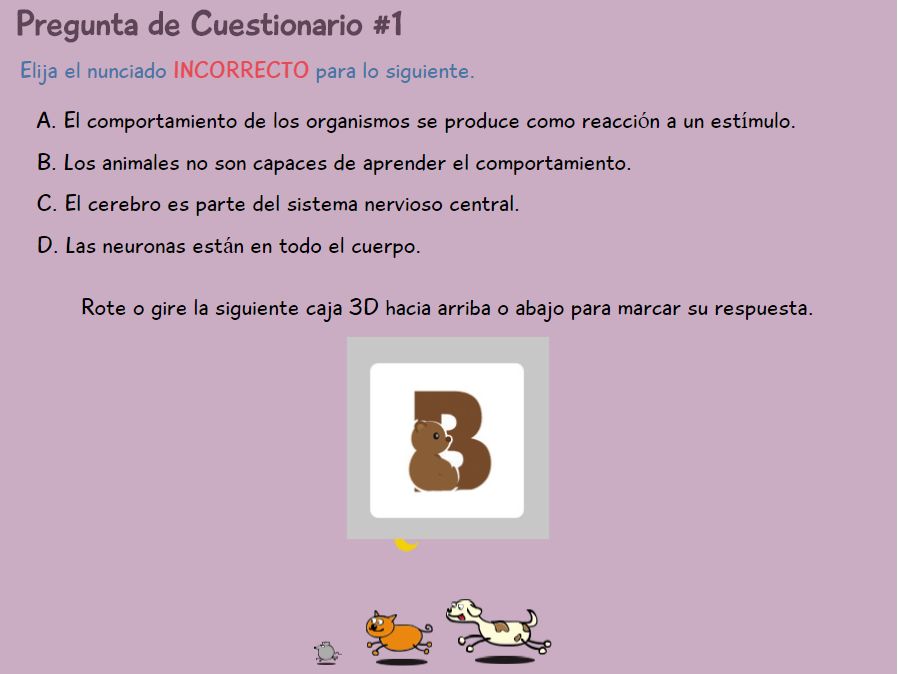 Pregunta de Cuestionario #1
Elija el nunciado INCORRECTO para lo siguiente.
A. El comportamiento de los organismos se produce como reacción a un estímulo.
B. Los animales no son capaces de aprender el comportamiento.
C. El cerebro es parte del sistema nervioso central.
D. Las neuronas están en todo el cuerpo.
Rote o gire la siguiente caja 3D hacia arriba o abajo para marcar su respuesta.
B